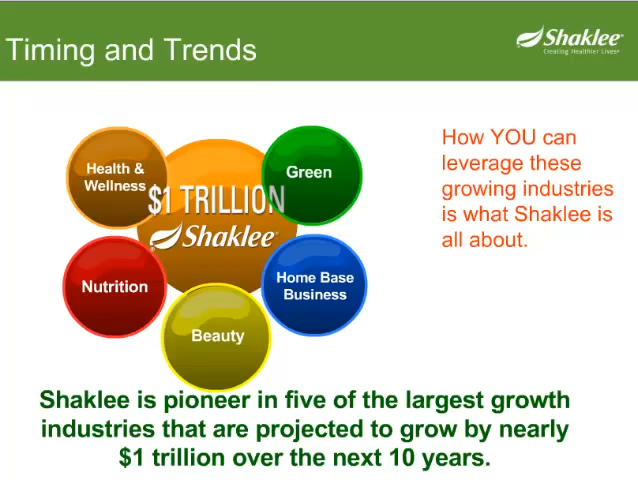 Timing and Trends
Shaklee®
Creating Healthier Lives®
Health &
Wellness
$1 TRILLION
Shaklee®
Green
Nutrition
Home Base
Business
Beauty
How YOU can
leverage these
growing industries
is what Shaklee is
all about.
Shaklee is pioneer in five of the largest growth
industries that are projected to grow by nearly
$1 trillion over the next 10 years.